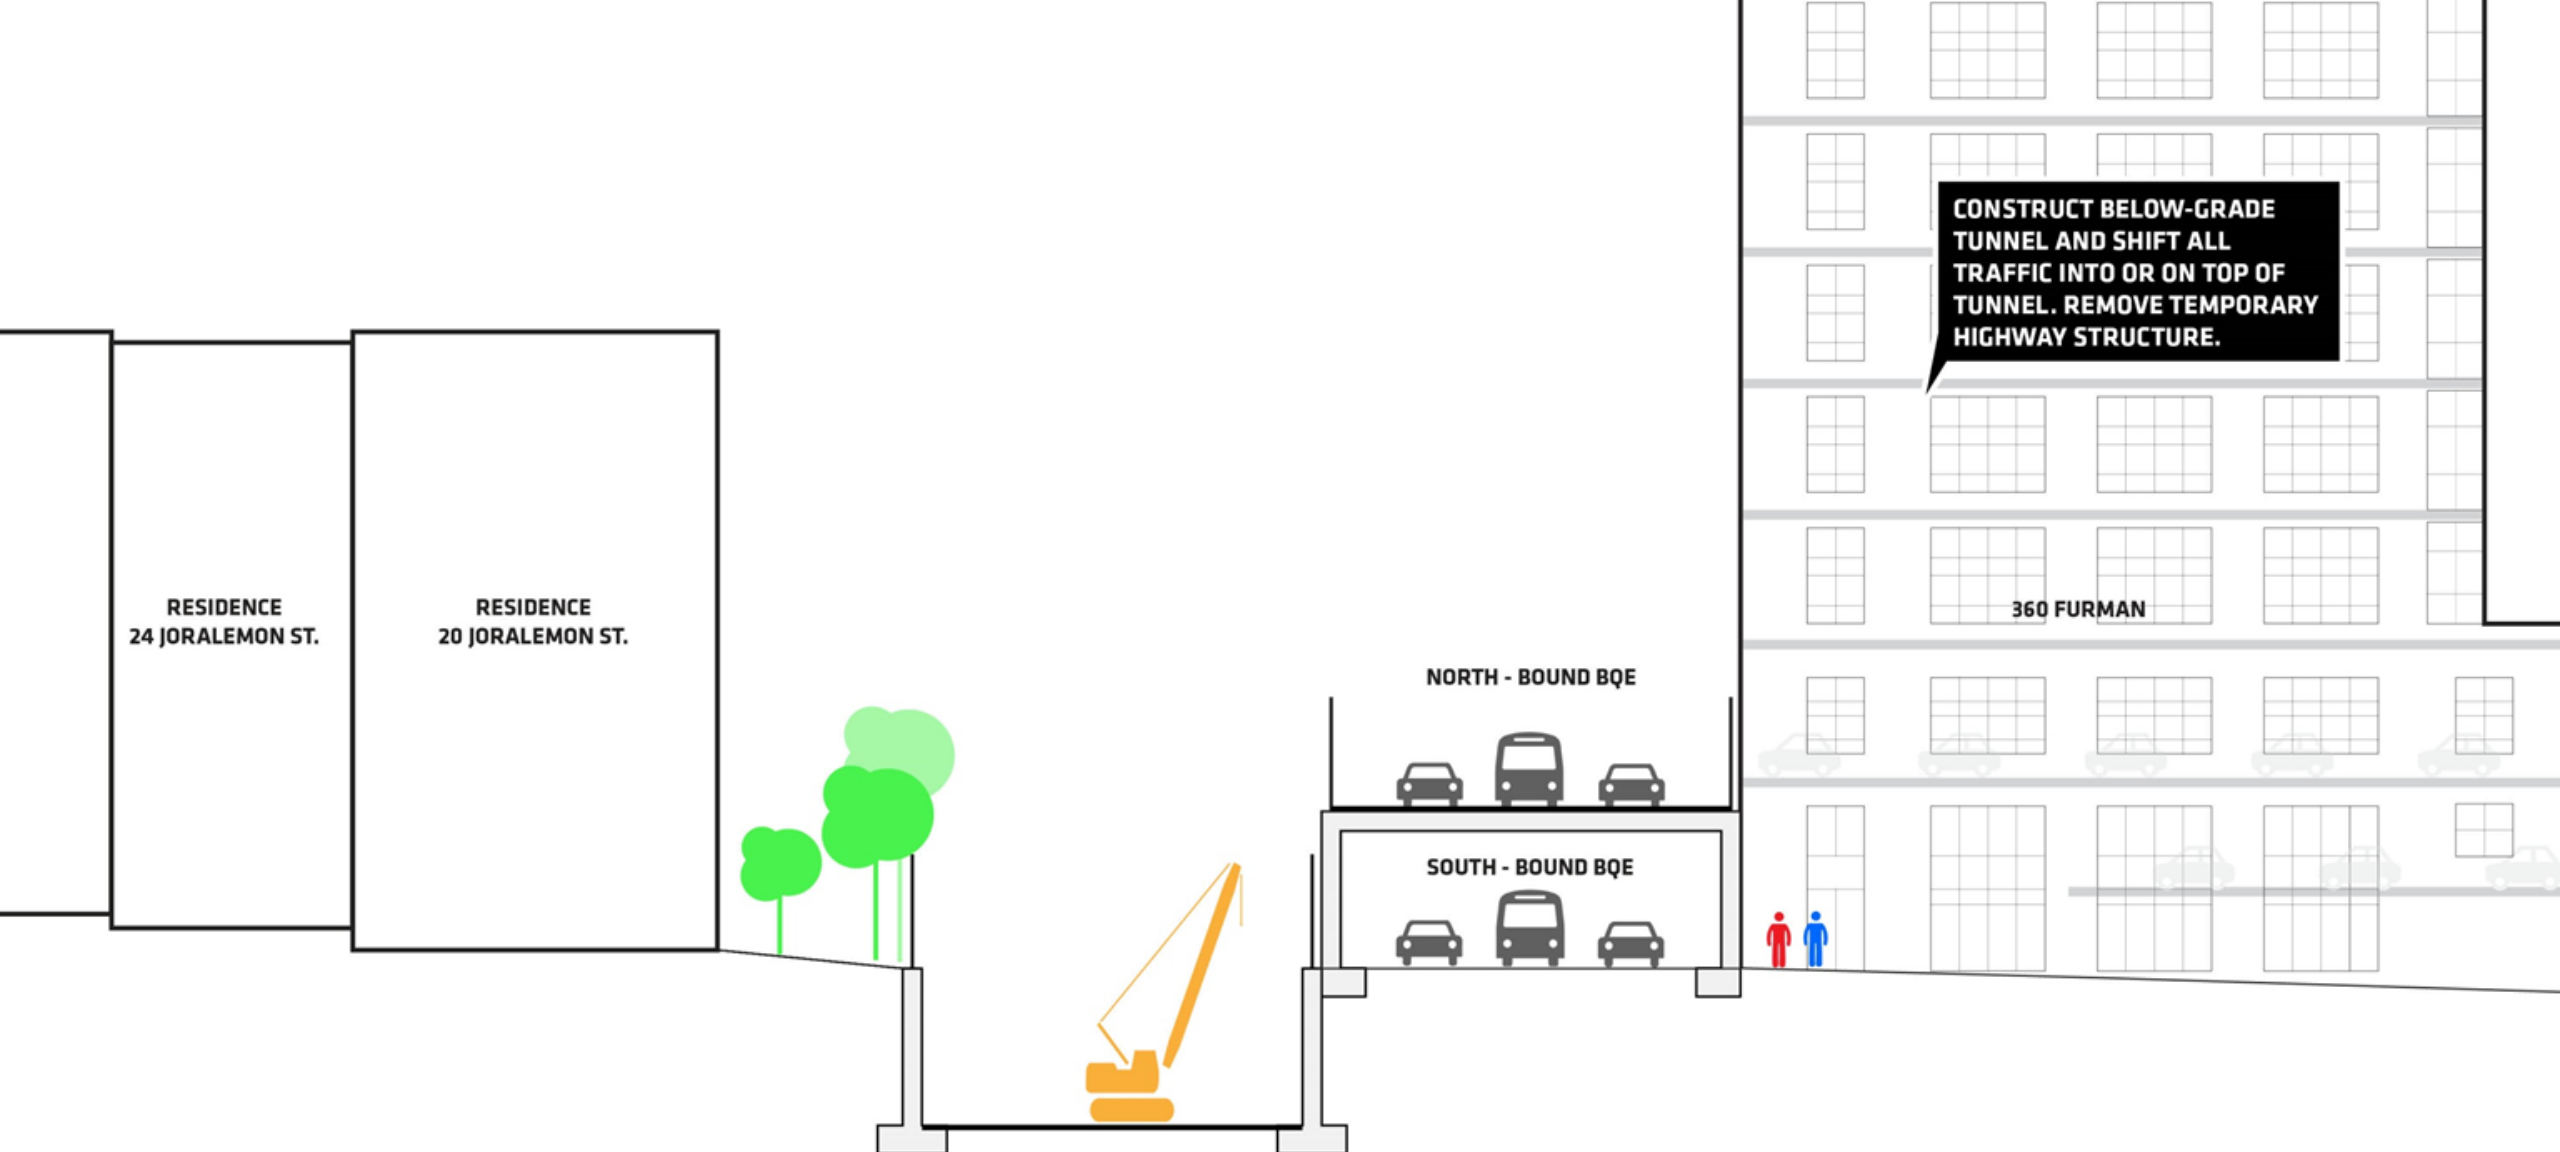 CONSTRUCT BELOW-GRADE
TUNNEL AND SHIFT ALL
TRAFFIC INTO OR ON TOP OF
TUNNEL. REMOVE TEMPORARY
HIGHWAY STRUCTURE.
RESIDENCE
24 JORALEMON ST.
RESIDENCE
20 JORALEMON ST.
360 FURMAN
NORTH - BOUND BQE
SOUTH - BOUND BQE